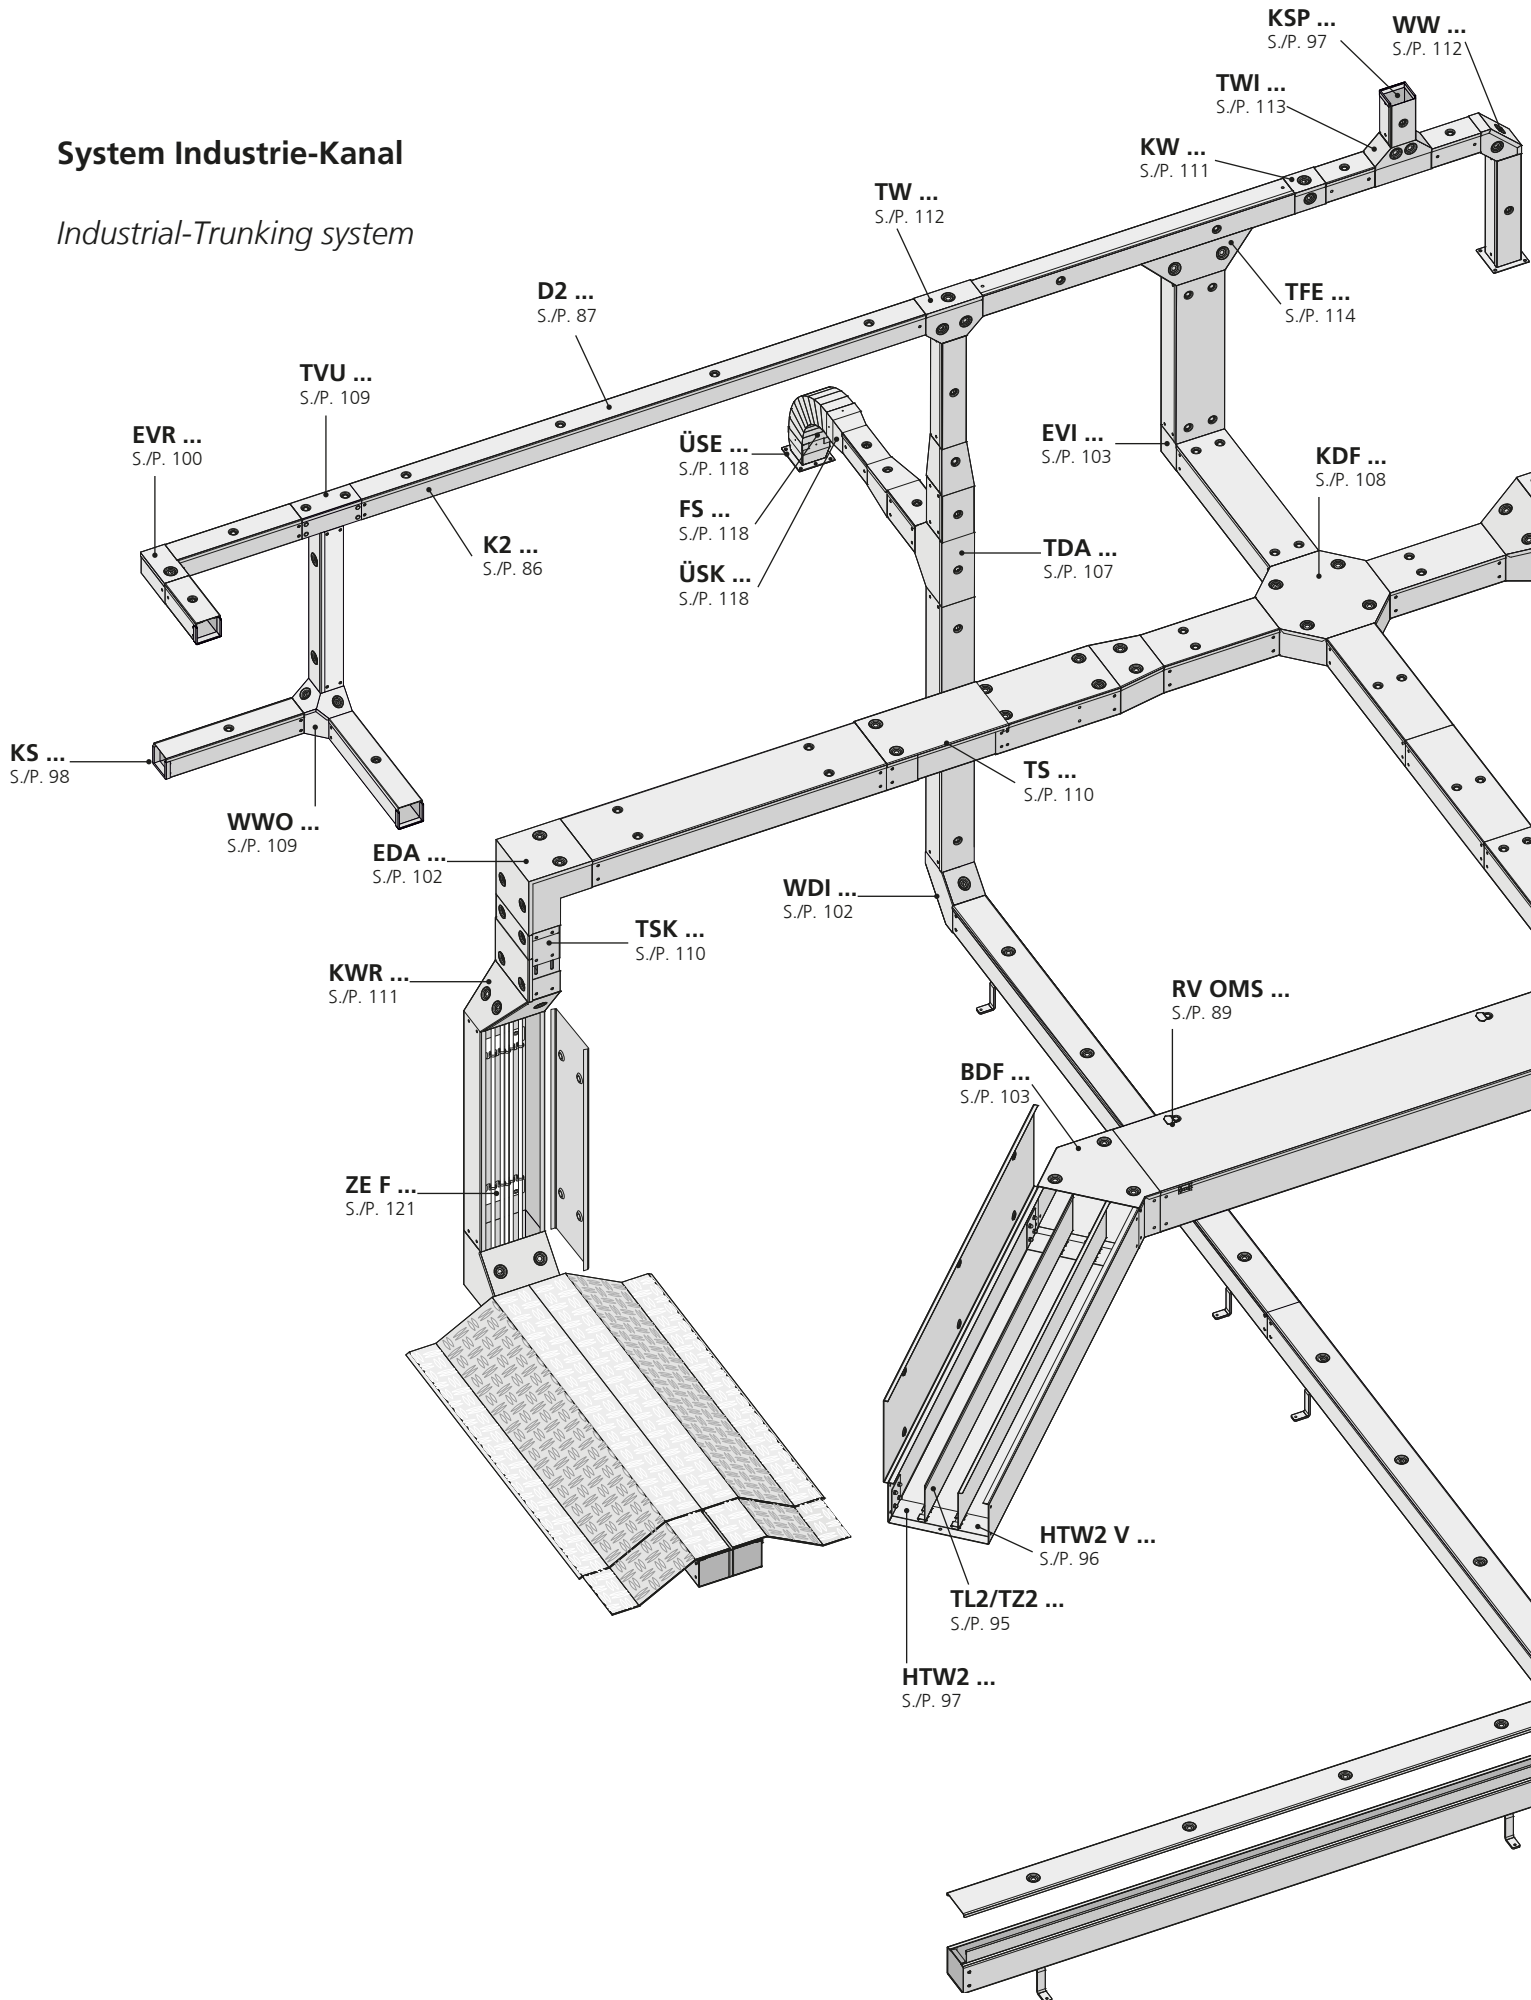 KSP ...
S./P. 97
WW ...
S./P. 112
TWI ...
S./P. 113
System Industrie-Kanal
KW ...
S./P. 111
TW ...
S./P. 112
Industrial-Trunking system
D2 ...
S./P. 87
TFE ...
S./P. 114
TVU ...
S./P. 109
EVR ...
S./P. 100
ÜSE ...
S./P. 118
EVI ...
S./P. 103
KDF ...
S./P. 108
FS ...
S./P. 118
K2 ...
S./P. 86
TDA ...
S./P. 107
ÜSK ...
S./P. 118
KS ...
S./P. 98
TS ...
S./P. 110
WWO ...
S./P. 109
EDA ...
S./P. 102
WDI ...
S./P. 102
TSK ...
S./P. 110
KWR ...
S./P. 111
RV OMS ...
S./P. 89
BDF ...
S./P. 103
ZE F ...
S./P. 121
HTW2 V ...
S./P. 96
TL2/TZ2 ...
S./P. 95
HTW2 ...
S./P. 97